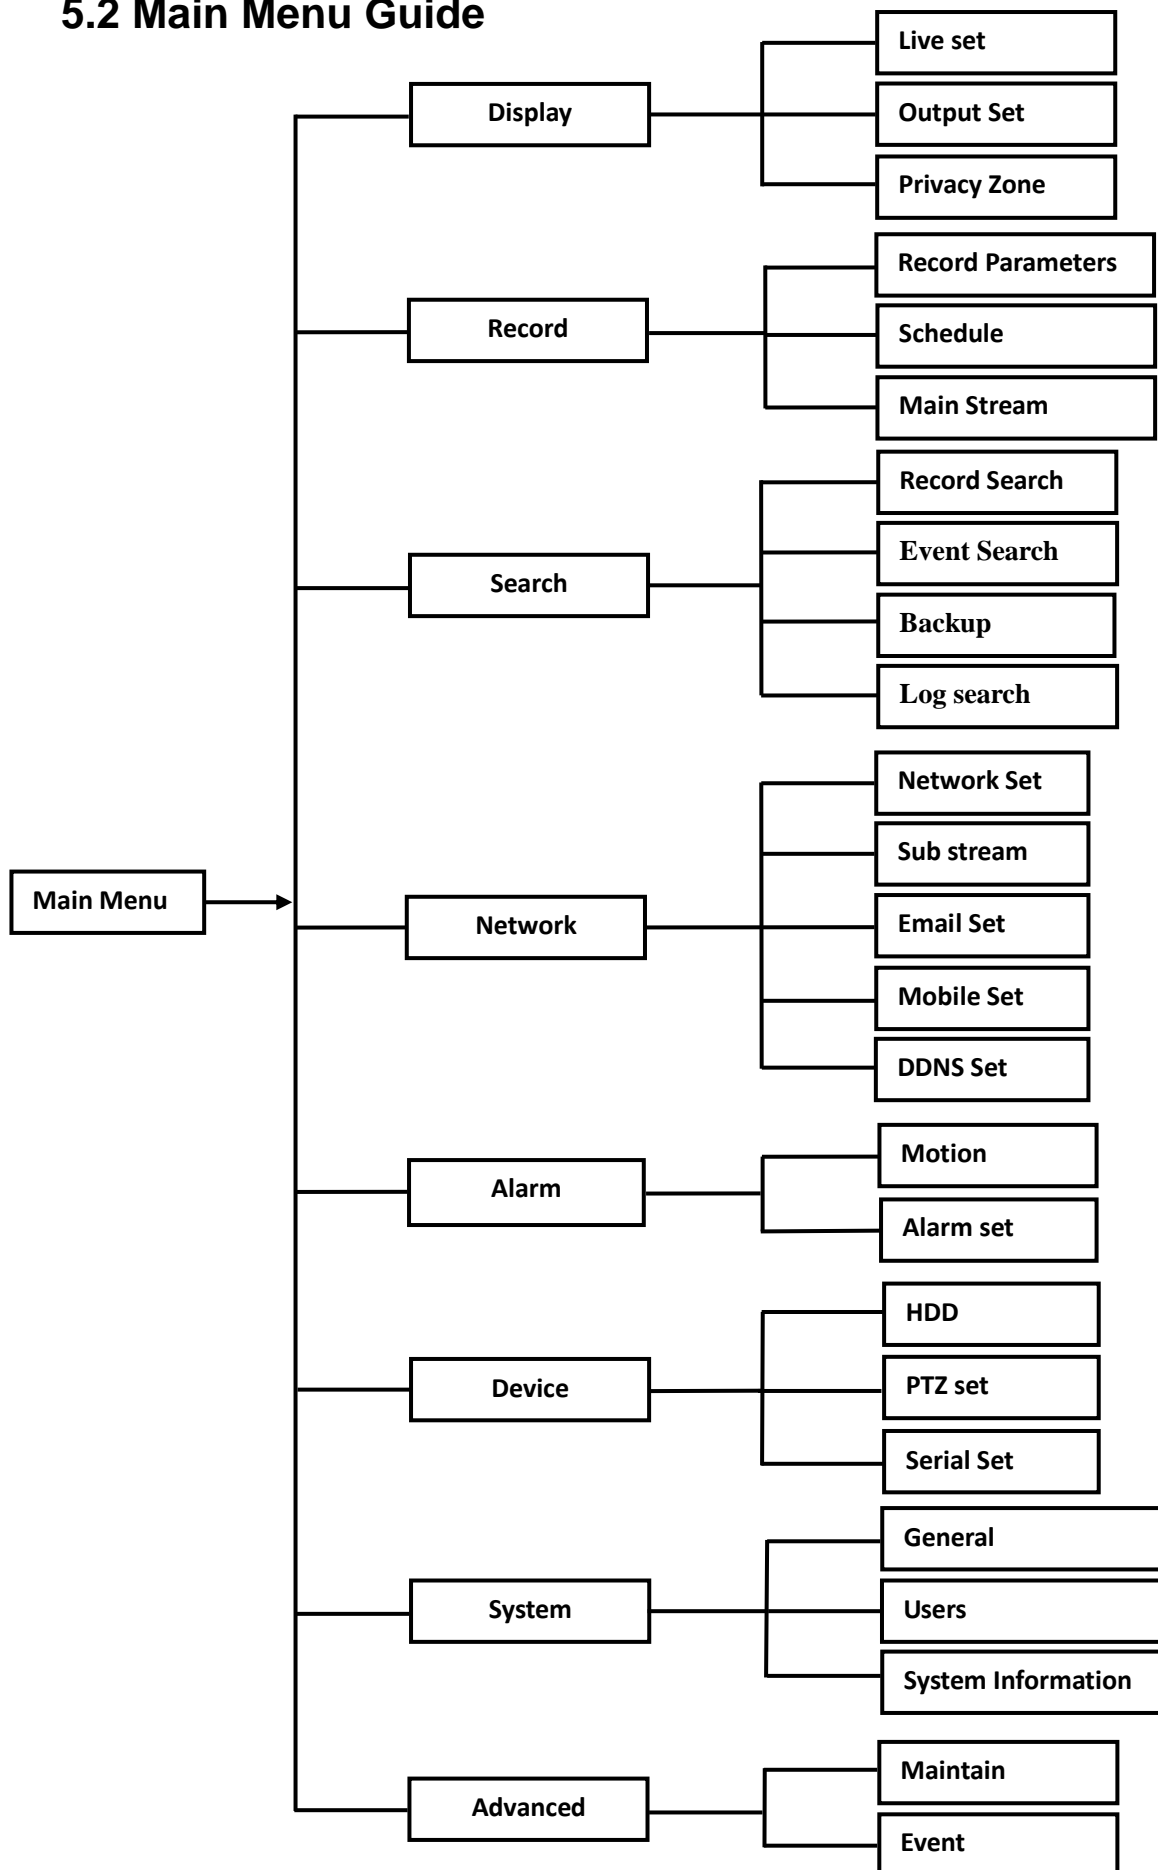 5.2 Main Menu Guide
Main Menu
Display
Live set
Output Set
Privacy Zone
Record
Record Parameters
Schedule
Main Stream
Search
Record Search
Event Search
Backup
Log search
Network
Network Set
Sub stream
Email Set
Mobile Set
DDNS Set
Alarm
Motion
Alarm set
Device
HDD
PTZ set
Serial Set
System
General
Users
System Information
Advanced
Maintain
Event